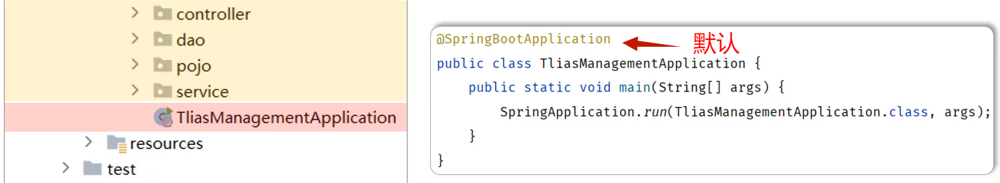 controller
dao
pojo
service
TliasManagementApplication
resources
test
@SpringBootApplication
默认
public class TliasManagementApplication {
public static void main(String[] args) {
SpringApplication.run(TliasManagementApplication.class, args);
}
}